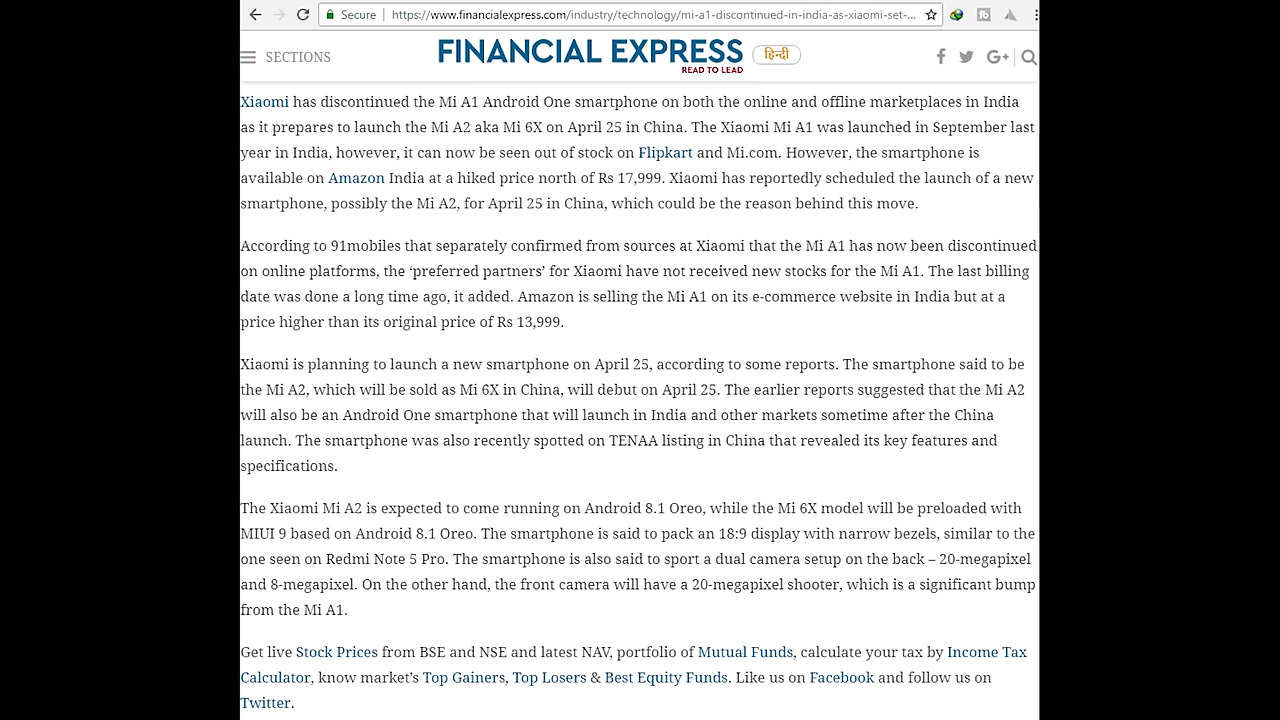 Secure
https://www.financialexpress.com/industry/technology/mi-a1-discontinued-in-india-as-xiaomi-set-...
SECTIONS
FINANCIAL EXPRESS
READ TO LEAD
हिन्दी
G+
Xiaomi has discontinued the Mi A1 Android One smartphone on both the online and offline marketplaces in India
as it prepares to launch the Mi A2 aka Mi 6X on April 25 in China. The Xiaomi Mi A1 was launched in September last
year in India, however, it can now be seen out of stock on Flipkart and Mi.com. However, the smartphone is
available on Amazon India at a hiked price north of Rs 17,999. Xiaomi has reportedly scheduled the launch of a new
smartphone, possibly the Mi A2, for April 25 in China, which could be the reason behind this move.
According to 91mobiles that separately confirmed from sources at Xiaomi that the Mi A1 has now been discontinued
on online platforms, the ‘preferred partners’ for Xiaomi have not received new stocks for the Mi A1. The last billing
date was done a long time ago, it added. Amazon is selling the Mi A1 on its e-commerce website in India but at a
price higher than its original price of Rs 13,999.
Xiaomi is planning to launch a new smartphone on April 25, according to some reports. The smartphone said to be
the Mi A2, which will be sold as Mi 6X in China, will debut on April 25. The earlier reports suggested that the Mi A2
will also be an Android One smartphone that will launch in India and other markets sometime after the China
launch. The smartphone was also recently spotted on TENAA listing in China that revealed its key features and
specifications.
The Xiaomi Mi A2 is expected to come running on Android 8.1 Oreo, while the Mi 6X model will be preloaded with
MIUI 9 based on Android 8.1 Oreo. The smartphone is said to pack an 18:9 display with narrow bezels, similar to the
one seen on Redmi Note 5 Pro. The smartphone is also said to sport a dual camera setup on the back – 20-megapixel
and 8-megapixel. On the other hand, the front camera will have a 20-megapixel shooter, which is a significant bump
from the Mi A1.
Get live Stock Prices from BSE and NSE and latest NAV, portfolio of Mutual Funds, calculate your tax by Income Tax
Calculator, know market’s Top Gainers, Top Losers & Best Equity Funds. Like us on Facebook and follow us on
Twitter.